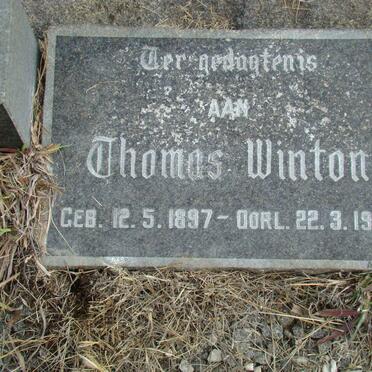 Ter gedagtenis
AAN
Thomas Winton
GEB. 12.5.1897 – OORL. 22.3.19